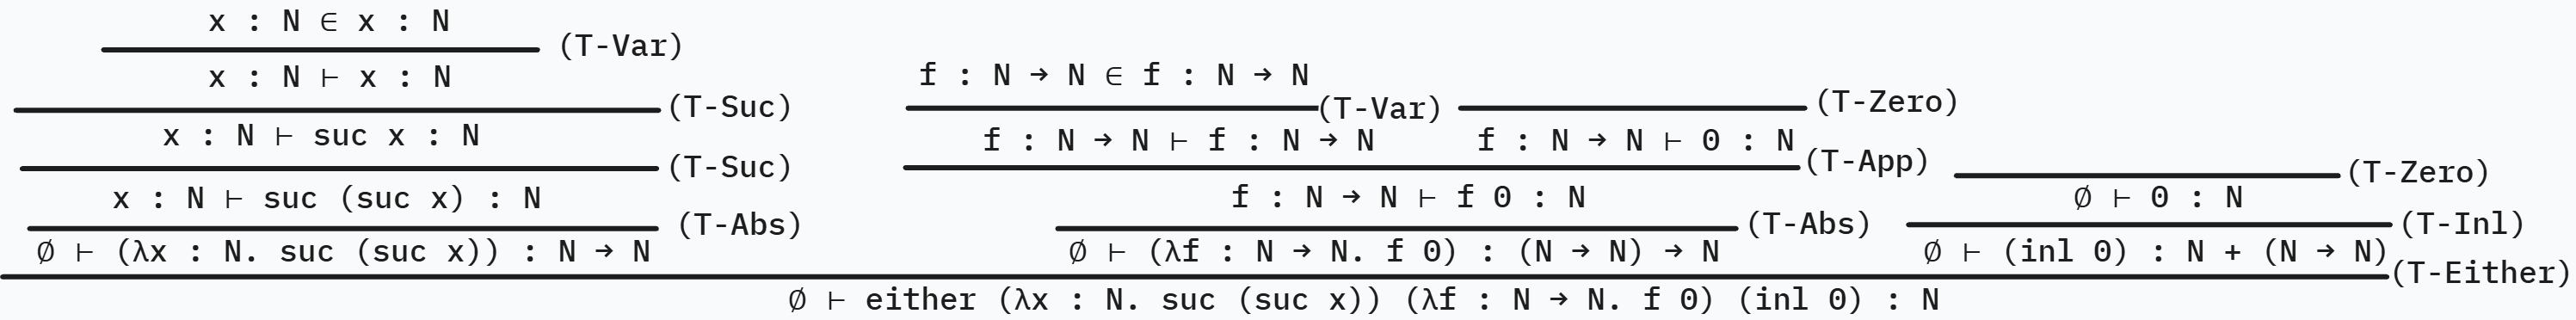 x : N ∈ x : N
(T-Var)
x : N ⊢ x : N
(T-Suc)
x : N ⊢ suc x : N
(T-Suc)
x : N ⊢ suc (suc x) : N
(T-Abs)
∅ ⊢ (λx : N. suc (suc x)) : N → N
f : N → N ∈ f : N → N
(T-Var)
f : N → N ⊢ f : N → N
(T-Zero)
f : N → N ⊢ 0 : N
(T-App)
f : N → N ⊢ f 0 : N
(T-Abs)
∅ ⊢ (λf : N → N. f 0) : (N → N) → N
(T-Zero)
∅ ⊢ 0 : N
(T-Inl)
∅ ⊢ (inl 0) : N + (N → N)
(T-Either)
∅ ⊢ either (λx : N. suc (suc x)) (λf : N → N. f 0) (inl 0) : N